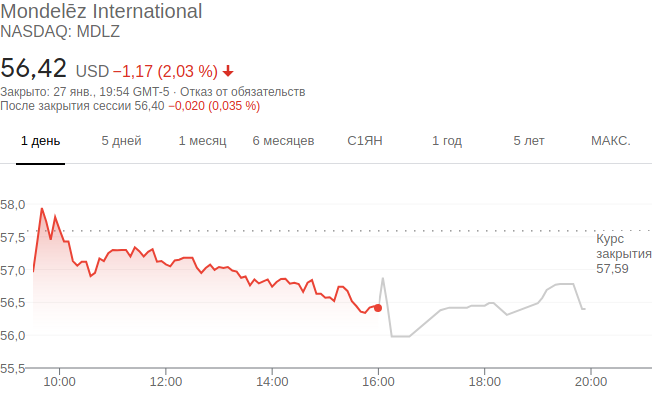 Mondelēz International
NASDAQ: MDLZ
56,42 USD −1,17 (2,03 %)
Закрыто: 27 янв., 19:54 GMT-5 · Отказ от обязательств
После закрытия сессии 56,40 −0,020 (0,035 %)
1 день 5 дней 1 месяц 6 месяцев С1ЯН 1 год 5 лет МАКС.
58,0
57,5
57,0
56,5
56,0
55,5
Курс
закрытия
57,59
10:00 12:00 14:00 16:00 18:00 20:00